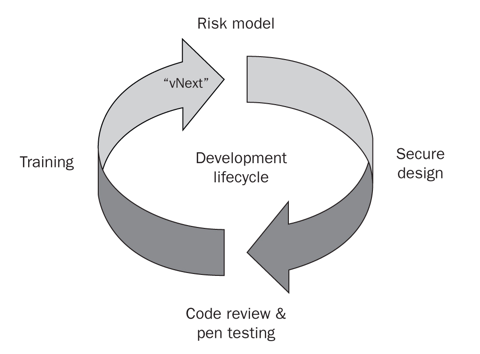 Risk model
“vNext”
Training
Development
lifecycle
Secure
design
Code review &
pen testing